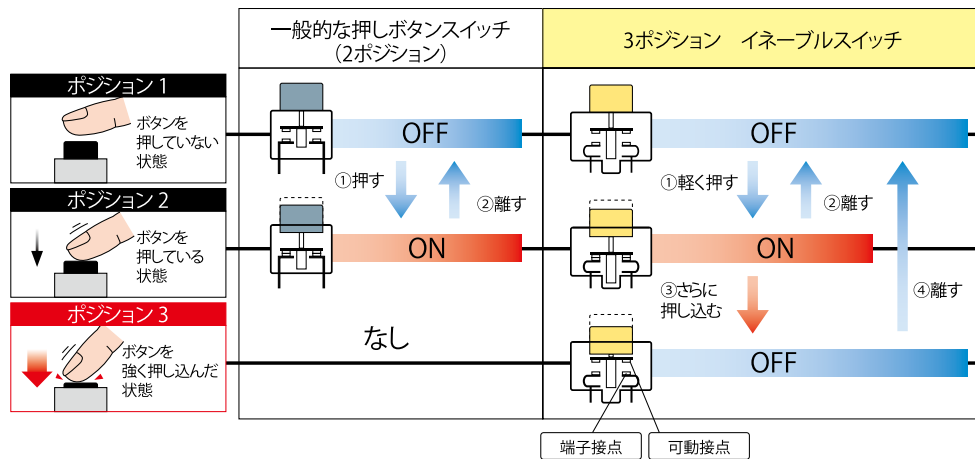 一般的な押しボタンスイッチ
（2ポジション）
3ポジション　イネーブルスイッチ
ポジション 1
ボタンを
押していない
状態
OFF
OFF
①押す
②離す
①軽く押す
②離す
ポジション 2
ボタンを
押している
状態
ON
ON
③さらに
押し込む
④離す
ポジション 3
ボタンを
強く押し込んだ
状態
なし
OFF
端子接点
可動接点